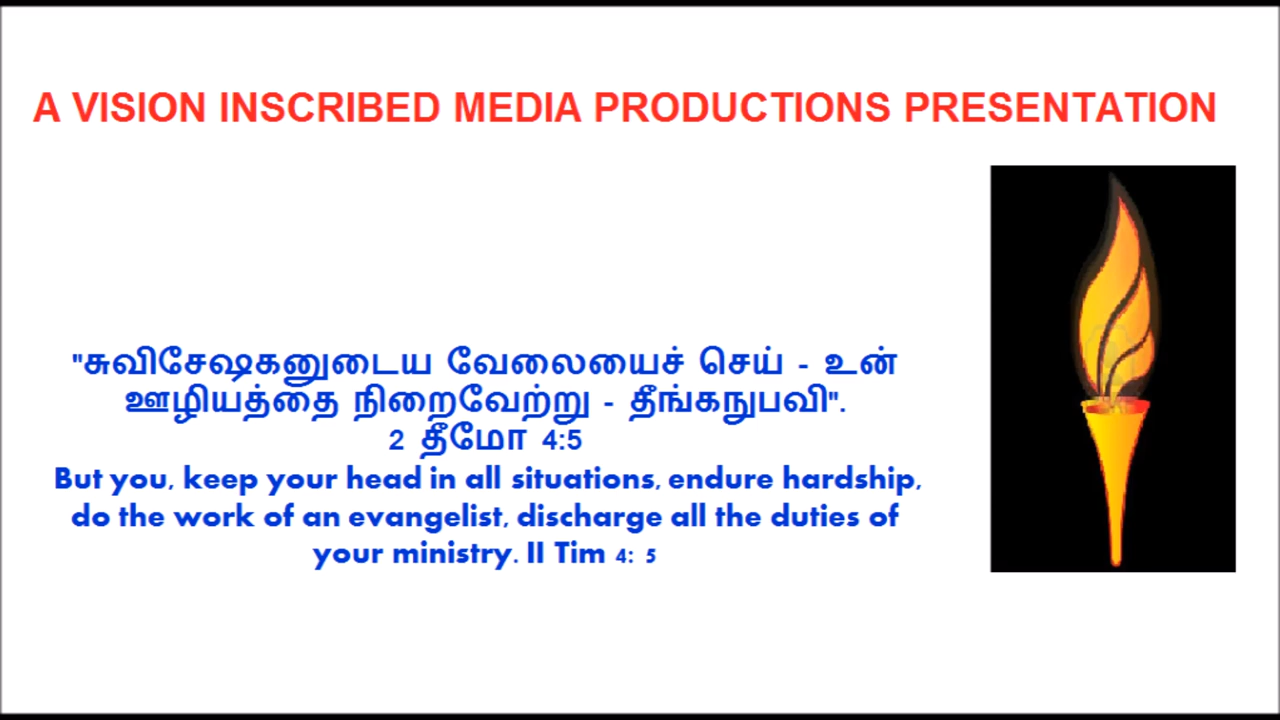 A VISION INSCRIBED MEDIA PRODUCTIONS PRESENTATION
"சுவிசேஷகனுடைய வேலையைச் செய் - உன்
ஊழியத்தை நிறைவேற்று - தீங்கநுபவி".
2 தீமோ 4:5
But you, keep your head in all situations, endure hardship,
do the work of an evangelist, discharge all the duties of
your ministry. II Tim 4: 5